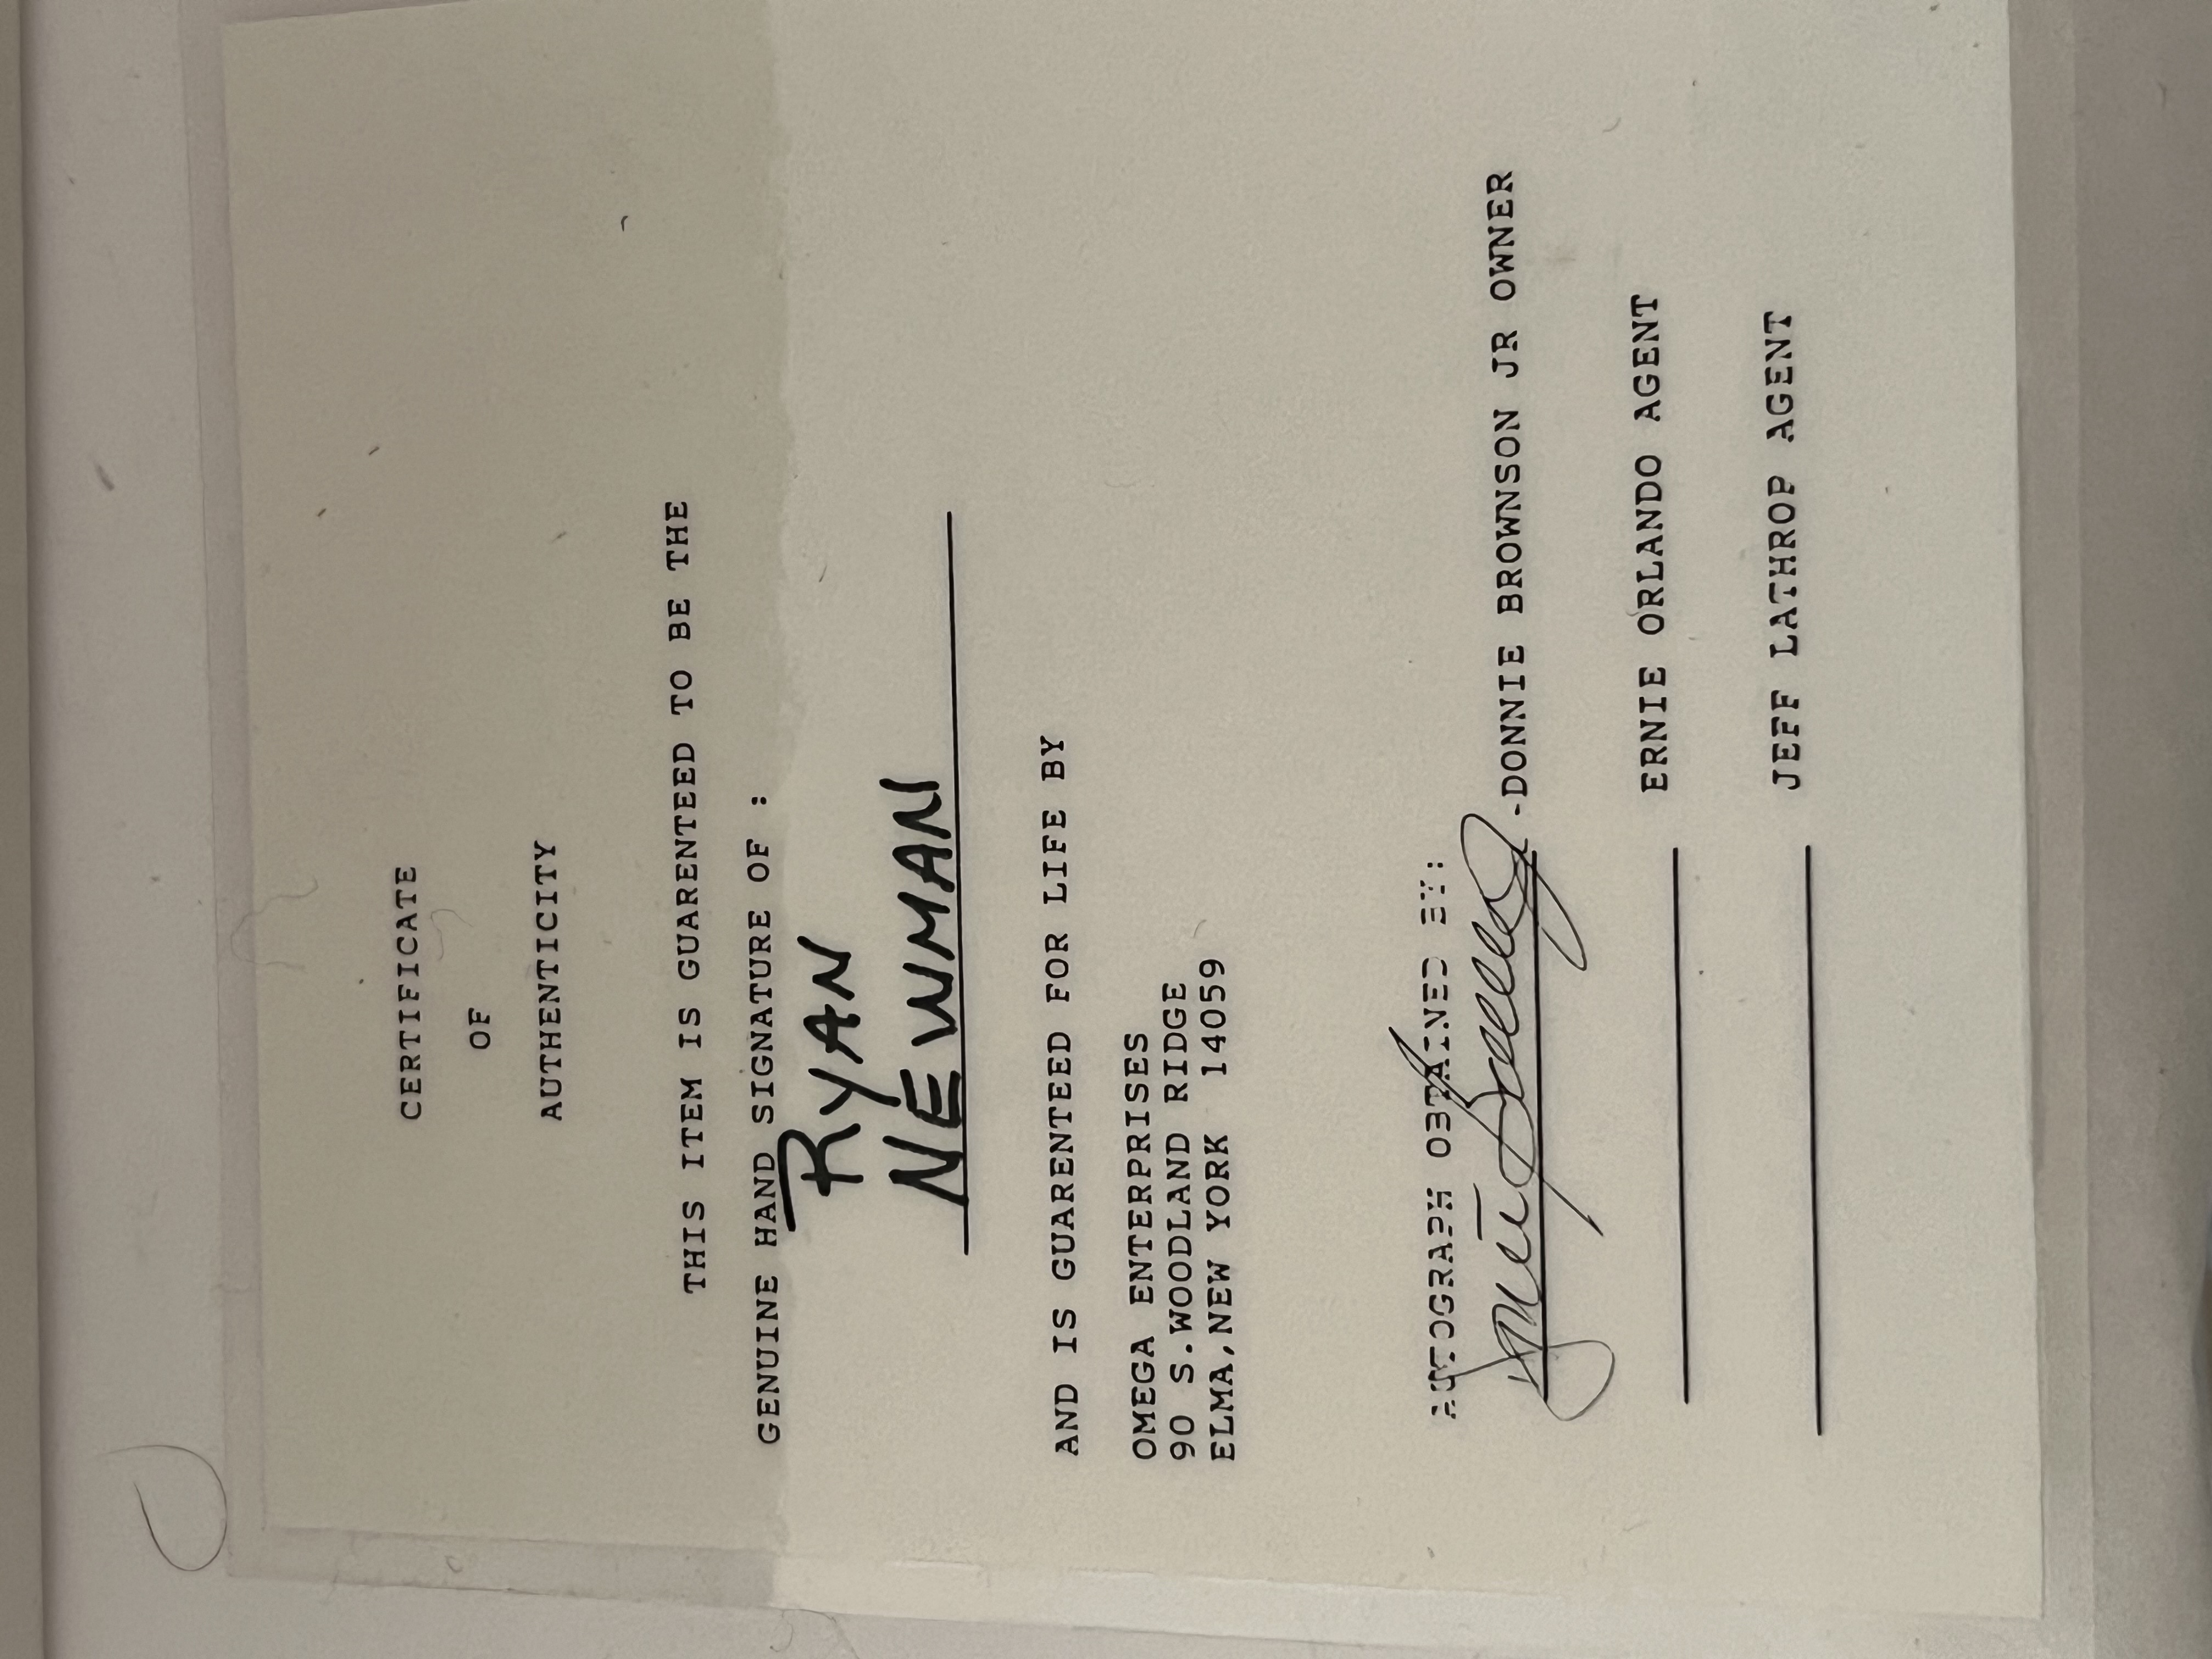 CERTIFICATE
OF
AUTHENTICITY
THIS ITEM IS GUARENTEED TO BE THE
GENUINE HAND SIGNATURE OF :
RYAN
NEWMAN
AND IS GUARENTEED FOR LIFE BY
OMEGA ENTERPRISES
90 S.WOODLAND RIDGE
ELMA,NEW YORK 14059
AUTOGRAPH OBTAINED BY:
DONNIE BROWNSON JR OWNER
ERNIE ORLANDO AGENT
JEFF LATHROP AGENT